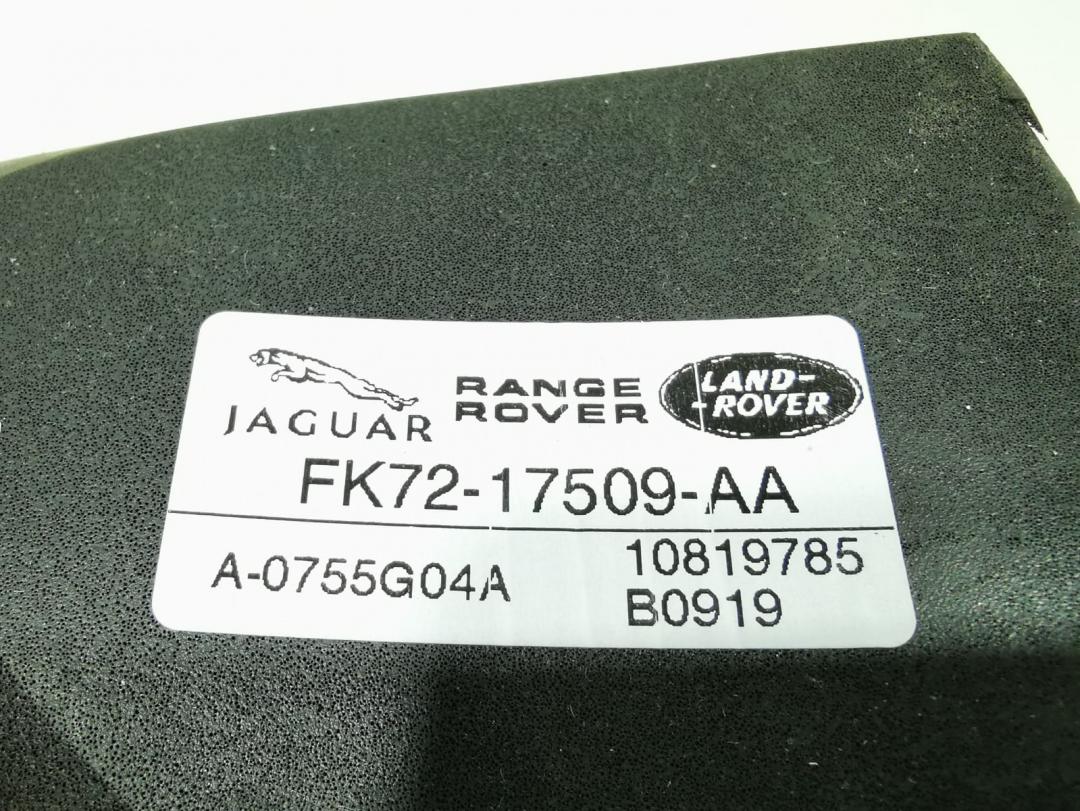 JAGUAR
RANGE
ROVER
LAND-
-ROVER
FK72-17509-AA
A-0755G04A
10819785
B0919